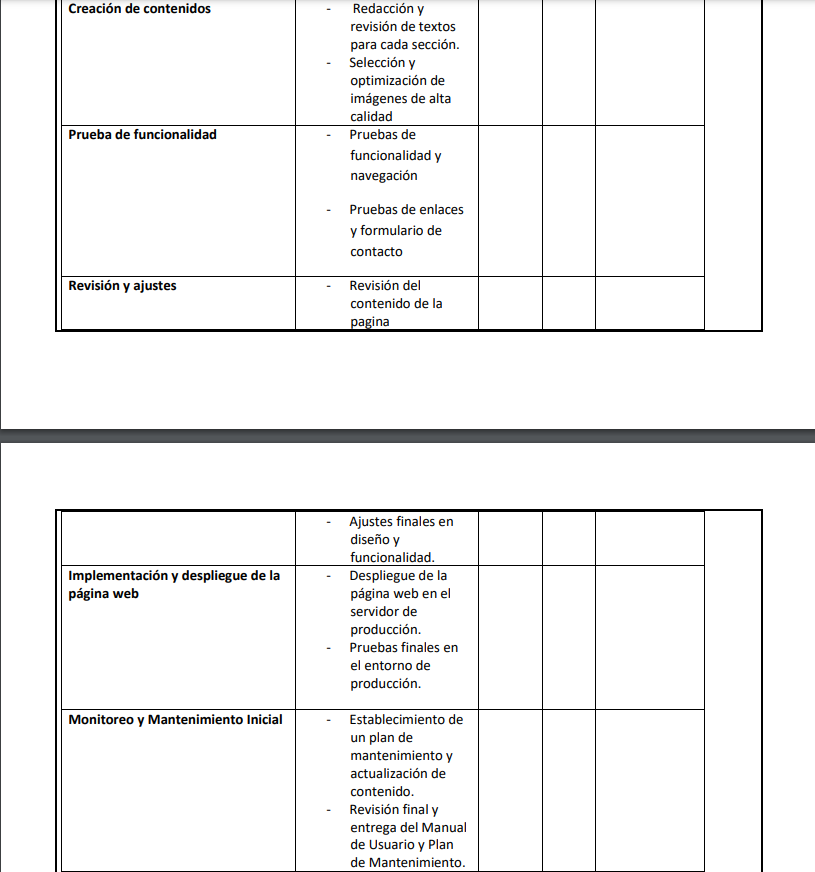 Creación de contenidos
- Redacción y
revisión de textos
para cada sección.
- Selección y
optimización de
imágenes de alta
calidad
Prueba de funcionalidad
- Pruebas de
funcionalidad y
navegación
- Pruebas de enlaces
y formulario de
contacto
Revisión y ajustes
- Revisión del
contenido de la
pagina
- Ajustes finales en
diseño y
funcionalidad.
Implementación y despliegue de la
página web
- Despliegue de la
página web en el
servidor de
producción.
- Pruebas finales en
el entorno de
producción.
Monitoreo y Mantenimiento Inicial
- Establecimiento de
un plan de
mantenimiento y
actualización de
contenido.
- Revisión final y
entrega del Manual
de Usuario y Plan
de Mantenimiento.